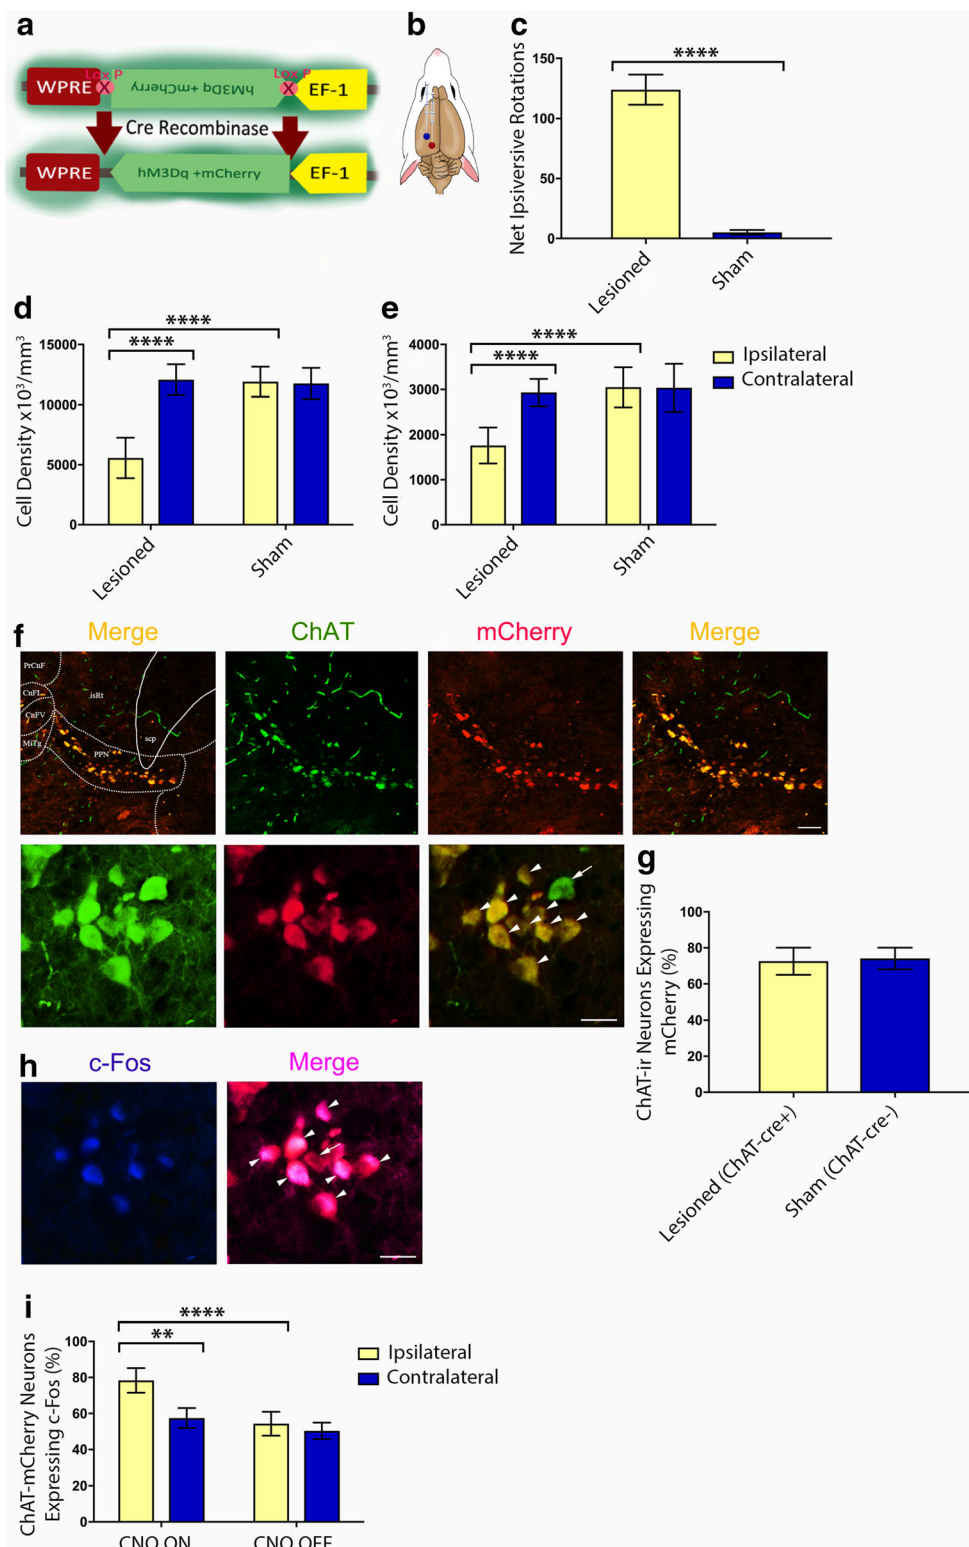 a
b
c
Lox P
Lox P
WPRE
X
hM3Dq +mCherry
X
EF-1
Cre Recombinase
WPRE
hM3Dq +mCherry
EF-1
Net Ipsiversive Rotations
150
100
50
0
****
Lesioned
Sham
d
Cell Density x10³/mm³
15000
10000
5000
0
****
****
Lesioned
Sham
e
Cell Density x10³/mm³
4000
3000
2000
1000
0
****
****
Lesioned
Sham
Ipsilateral
Contralateral
f
Merge
ChAT
mCherry
Merge
PrCnF
CnFI
CnFV
MiTg
isRt
scp
PPN
g
ChAT-ir Neurons Expressing
mCherry (%)
100
80
60
40
20
0
Lesioned (ChAT-cre+)
Sham (ChAT-cre-)
h
c-Fos
Merge
i
ChAT-mCherry Neurons
Expressing c-Fos (%)
100
80
60
40
20
0
****
**
CNO ON
CNO OFF
Ipsilateral
Contralateral